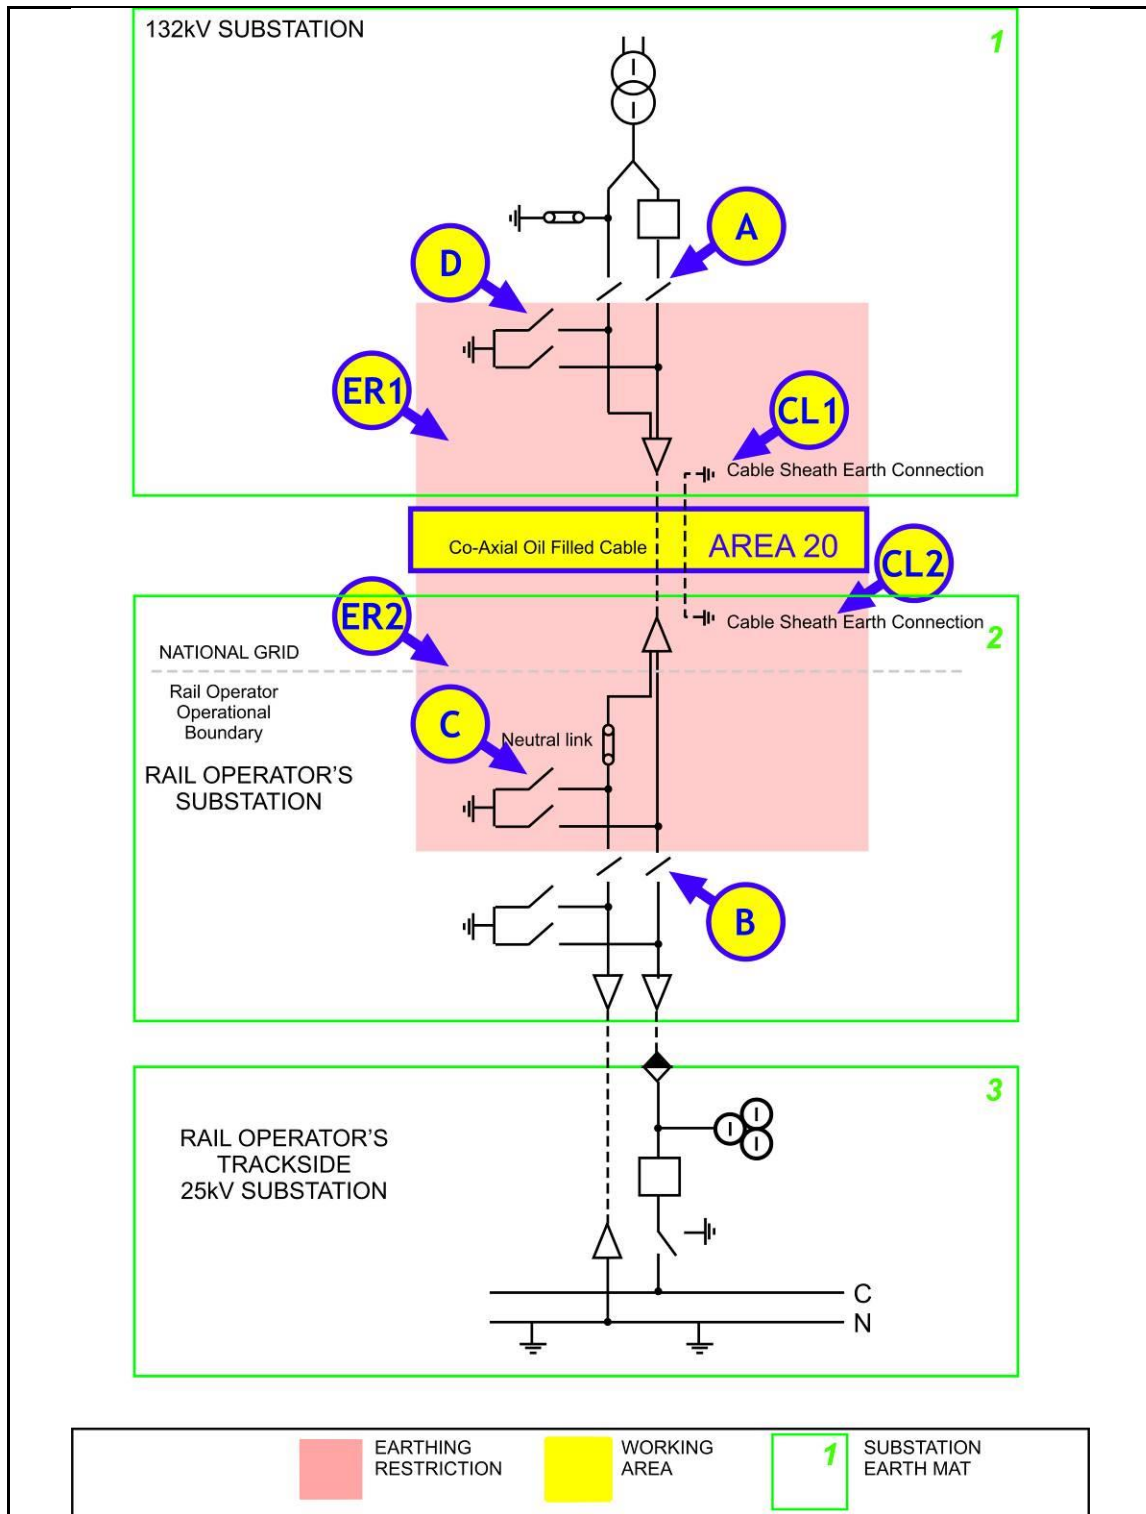 132kV SUBSTATION
1
A
D
ER1
CL1
Cable Sheath Earth Connection
Co-Axial Oil Filled Cable
AREA 20
CL2
ER2
Cable Sheath Earth Connection
2
NATIONAL GRID
Rail Operator
Operational
Boundary
C
Neutral link
RAIL OPERATOR'S
SUBSTATION
B
3
RAIL OPERATOR'S
TRACKSIDE
25kV SUBSTATION
C
N
EARTHING
RESTRICTION
WORKING
AREA
1
SUBSTATION
EARTH MAT